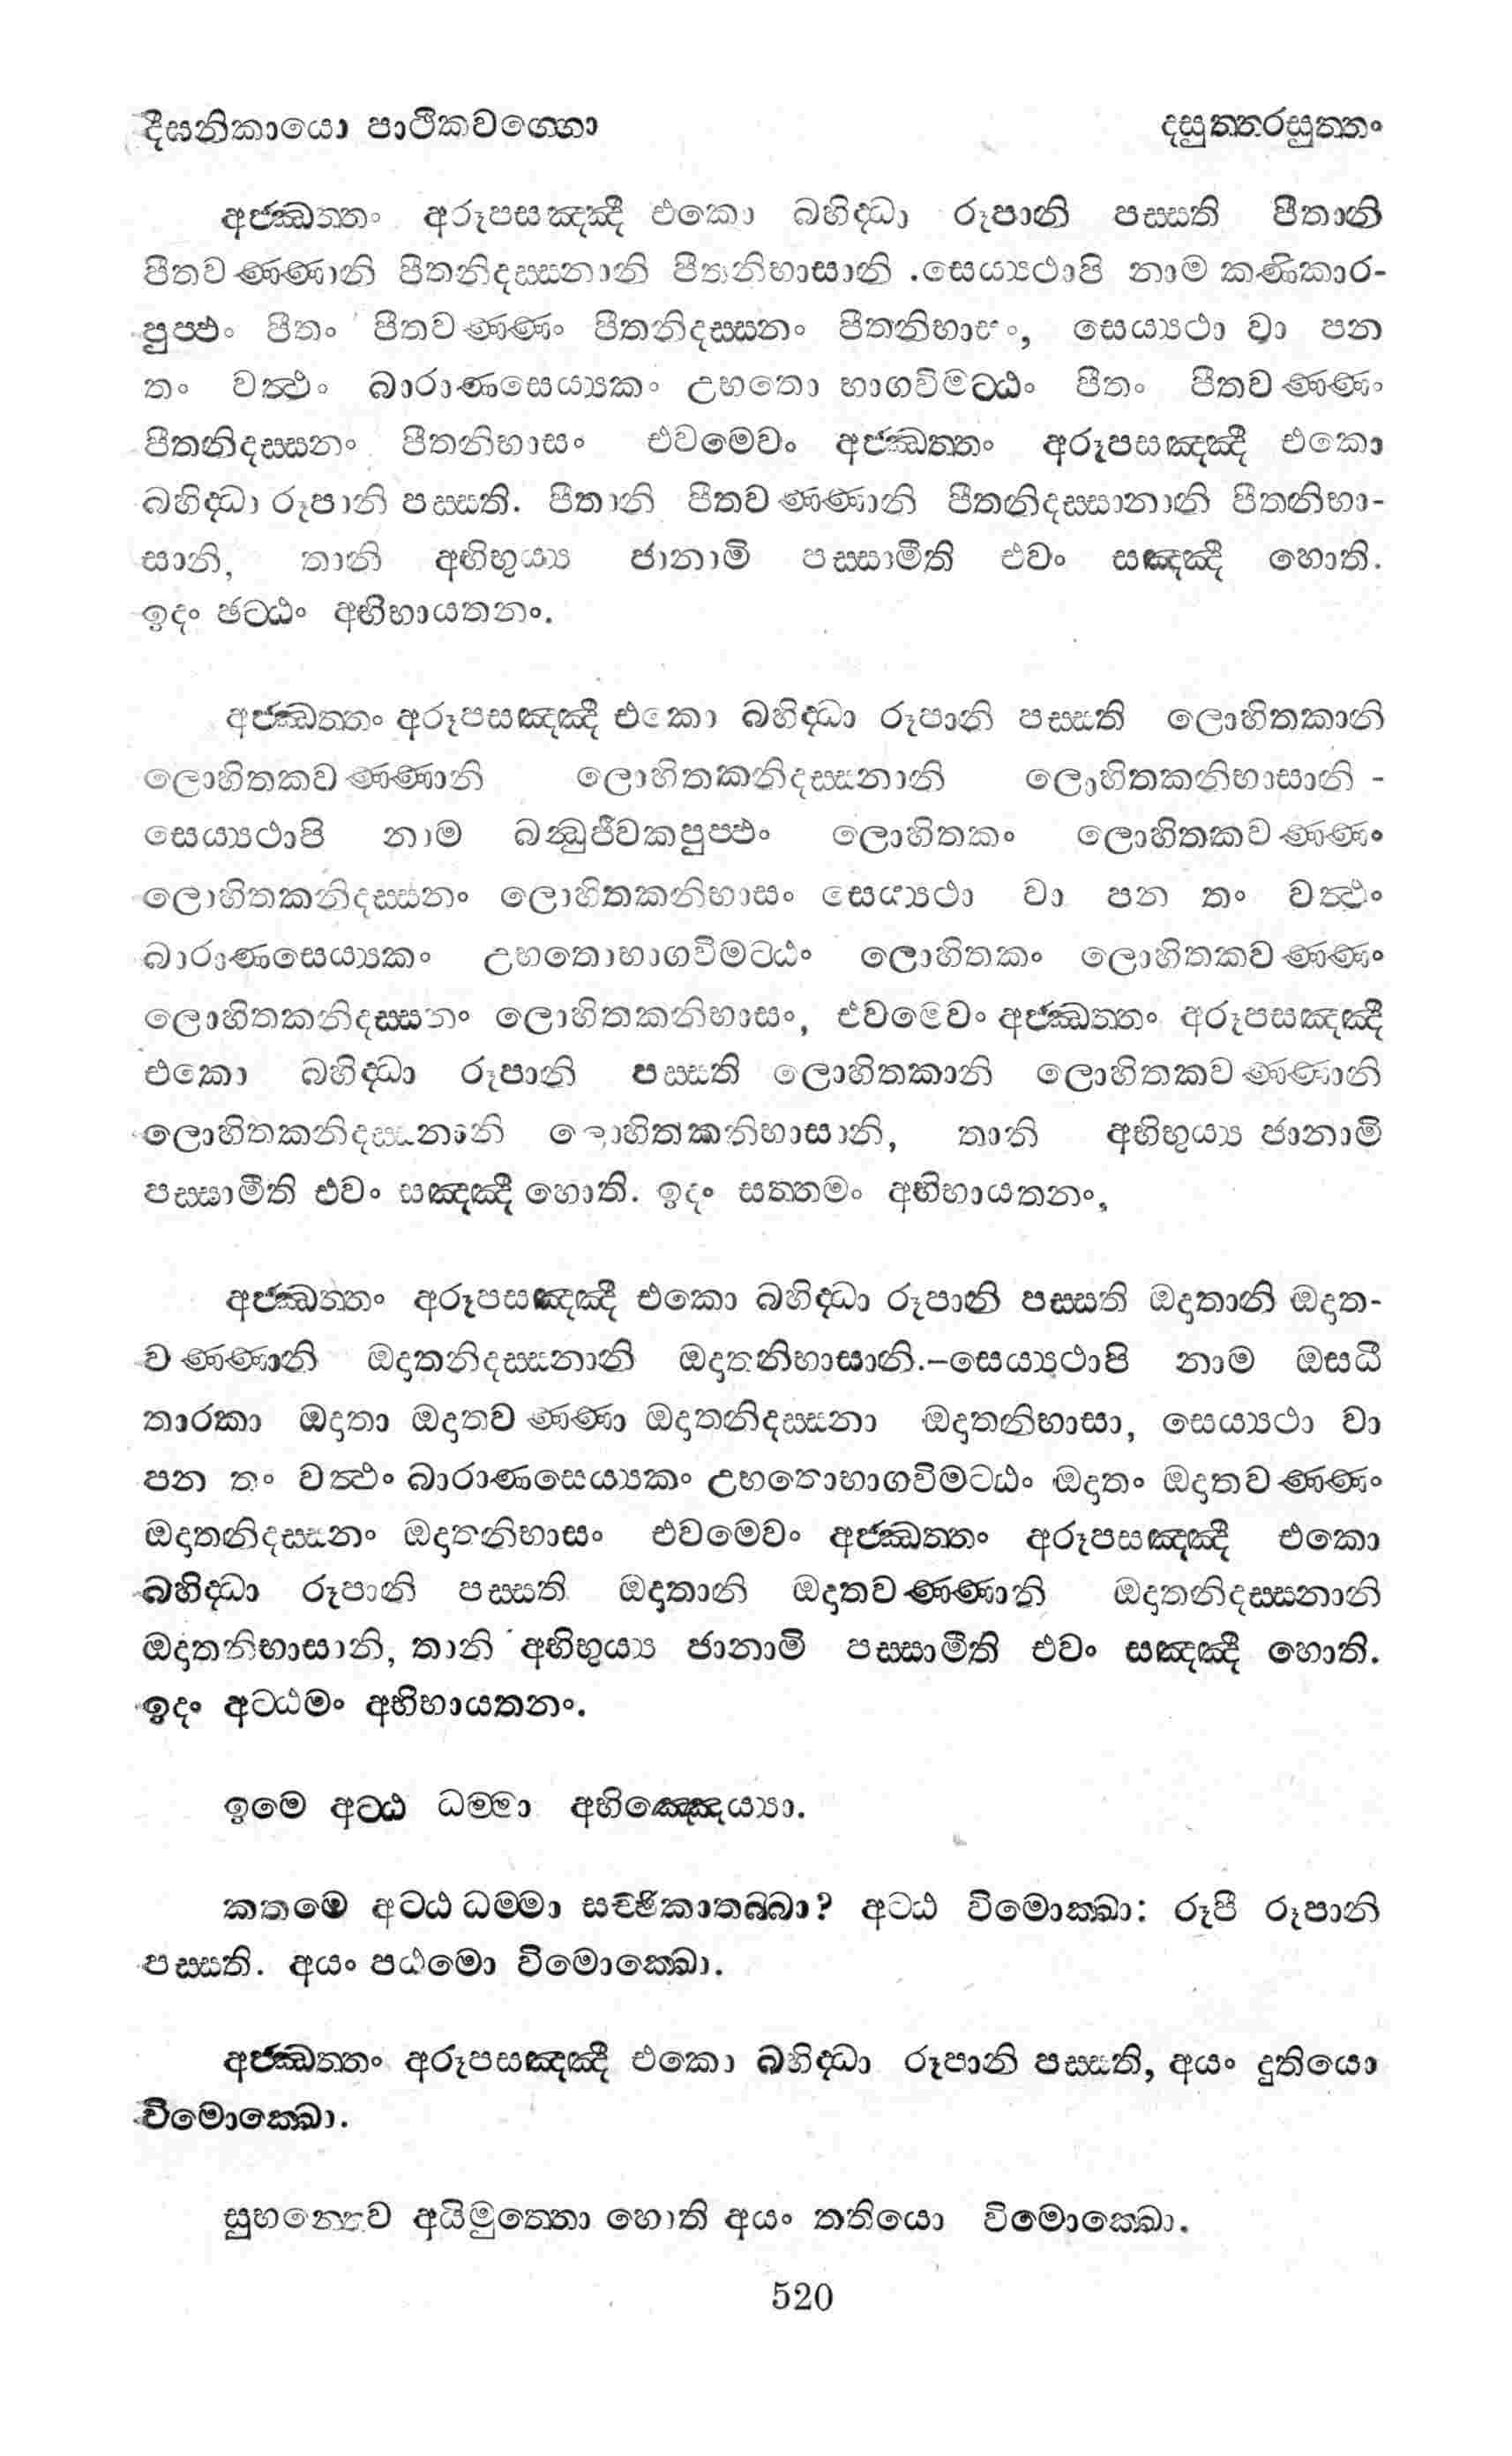 දීඝනිකායො පාථිකවග්ගො දසුත්තරසුත්තං
අජ්ඣත්තං අරූපසඤ්ඤී එකො බහිද්ධා රූපානි පස්සති පීතානි
පීතවණ්ණානි පීතනිදස්සනානි පීතනිභාසානි .සෙය්‍යථාපි නාම කණිකාර-
පුප්ඵං පීතං පීතවණ්ණං පීතනිදස්සනං පීතනිභාසං, සෙය්‍යථා වා පන
තං වත්ථං බාරාණසෙය්‍යකං උභතො භාගවිමට්ඨං පීතං පීතවණ්ණං
පීතනිදස්සනං පීතනිභාසං එවමෙවං අජ්ඣත්තං අරූපසඤ්ඤී එකො
බහිද්ධා රූපානි පස්සති. පීතානි පීතවණ්ණානි පීතනිදස්සානානි පීතනිභා-
සානි, තානි අභිභුය්‍ය ජානාමි පස්සාමීති එවං සඤ්ඤී හොති.
ඉදං ඡට්ඨං අභිභායතනං.
අජ්ඣත්තං අරූපසඤ්ඤී එකො බහිද්ධා රූපානි පස්සති ලොහිතකානි
ලොහිතකවණ්ණානි ලොහිතකනිදස්සනානි ලොහිතකනිභාසානි -
සෙය්‍යථාපි නාම බන්ධුජීවකපුප්ඵං ලොහිතකං ලොහිතකවණ්ණං
ලොහිතකනිදස්සනං ලොහිතකනිභාසං සෙය්‍යථා වා පන තං වත්ථං
බාරාණසෙය්‍යකං උභතොභාගවිමට්ඨං ලොහිතකං ලොහිතකවණ්ණං
ලොහිතකනිදස්සනං ලොහිතකනිභාසං, එවමෙවං අජ්ඣත්තං අරූපසඤ්ඤී
එකො බහිද්ධා රූපානි පස්සති ලොහිතකානි ලොහිතකවණ්ණානි
ලොහිතකනිදස්සනානි ලොහිතකනිභාසානි, තානි අභිභුය්‍ය ජානාමි
පස්සාමීති එවං සඤ්ඤී හොති. ඉදං සත්තමං අභිභායතනං,
අජ්ඣත්තං අරූපසඤ්ඤී එකො බහිද්ධා රූපානි පස්සති ඔදාතානි ඔදාත-
වණ්ණානි ඔදාතනිදස්සනානි ඔදාතනිභාසානි.–සෙය්‍යථාපි නාම ඔසධී
තාරකා ඔදාතා ඔදාතවණ්ණා ඔදාතනිදස්සනා ඔදාතනිභාසා, සෙය්‍යථා වා
පන තං වත්ථං බාරාණසෙය්‍යකං උභතොභාගවිමට්ඨං ඔදාතං ඔදාතවණ්ණං
ඔදාතනිදස්සනං ඔදාතනිභාසං එවමෙවං අජ්ඣත්තං අරූපසඤ්ඤී එකො
බහිද්ධා රූපානි පස්සති ඔදාතානි ඔදාතවණ්ණානි ඔදාතනිදස්සනානි
ඔදාතනිභාසානි, තානි අභිභුය්‍ය ජානාමි පස්සාමීති එවං සඤ්ඤී හොති.
ඉදං අට්ඨමං අභිභායතනං.
ඉමෙ අට්ඨ ධම්මා අභිඤ්ඤෙය්‍යා.
කතමෙ අට්ඨ ධම්මා සච්ඡිකාතබ්බා? අට්ඨ විමොක්ඛා: රූපී රූපානි
පස්සති. අයං පඨමො විමොක්ඛො.
අජ්ඣත්තං අරූපසඤ්ඤී එකො බහිද්ධා රූපානි පස්සති, අයං දුතියො
විමොක්ඛො.
සුභන්ත්‍වෙව අයිමුත්තො හොති අයං තතියො විමොක්ඛො.
520